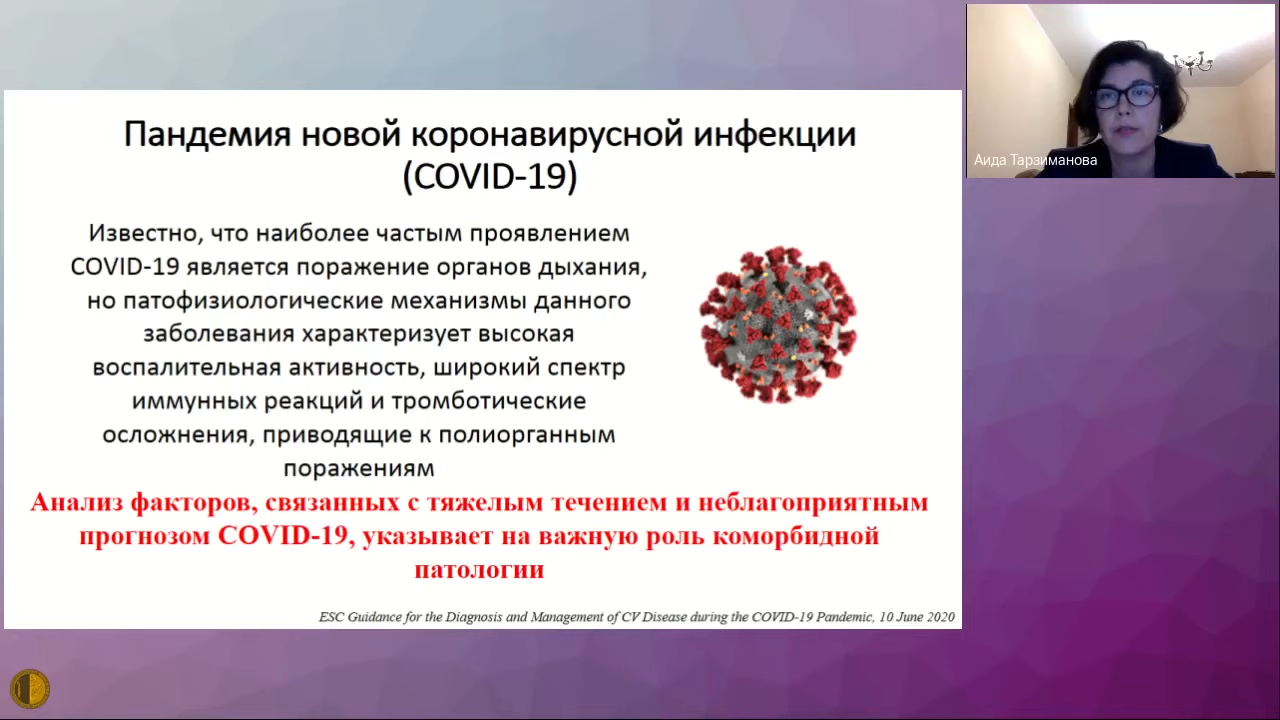 Пандемия новой коронавирусной инфекции
(COVID-19)
Известно, что наиболее частым проявлением
COVID-19 является поражение органов дыхания,
но патофизиологические механизмы данного
заболевания характеризует высокая
воспалительная активность, широкий спектр
иммунных реакций и тромботические
осложнения, приводящие к полиорганным
поражениям
Анализ факторов, связанных с тяжелым течением и неблагоприятным
прогнозом COVID-19, указывает на важную роль коморбидной
патологии
ESC Guidance for the Diagnosis and Management of CV Disease during the COVID-19 Pandemic, 10 June 2020
Аида Тарзиманова